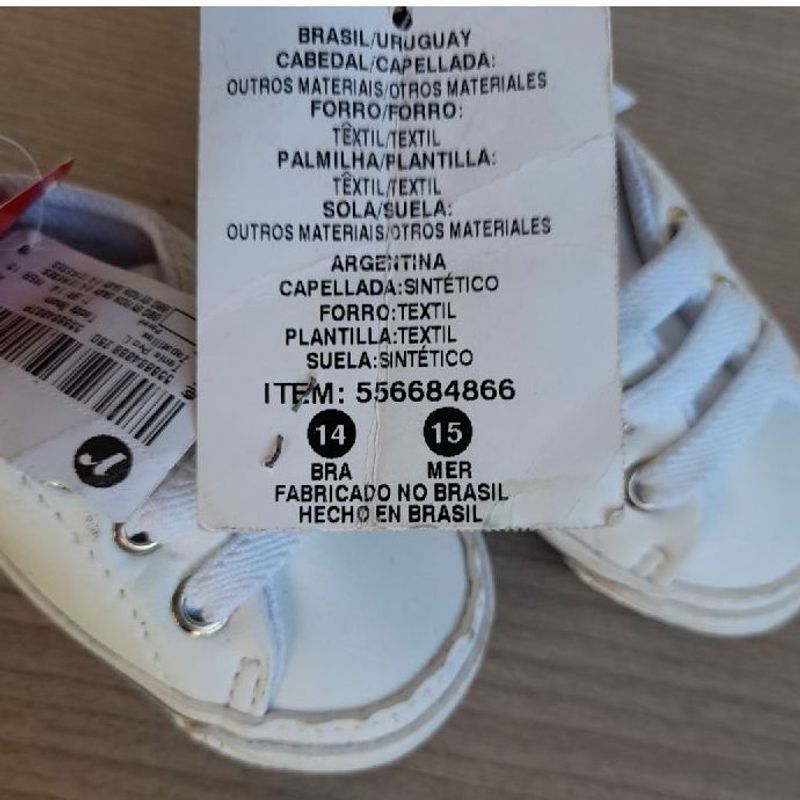 BRASIL/URUGUAY
CABEDAL/CAPELLADA:
OUTROS MATERIAIS/OTROS MATERIALES
FORRO/FORRO:
TÊXTIL/TEXTIL
PALMILHA/PLANTILLA:
TÊXTIL/TEXTIL
SOLA/SUELA:
OUTROS MATERIAIS/OTROS MATERIALES
ARGENTINA
CAPELLADA:SINTÉTICO
FORRO:TEXTIL
PLANTILLA:TEXTIL
SUELA:SINTÉTICO
ITEM: 556684866
14 15
BRA MER
FABRICADO NO BRASIL
HECHO EN BRASIL